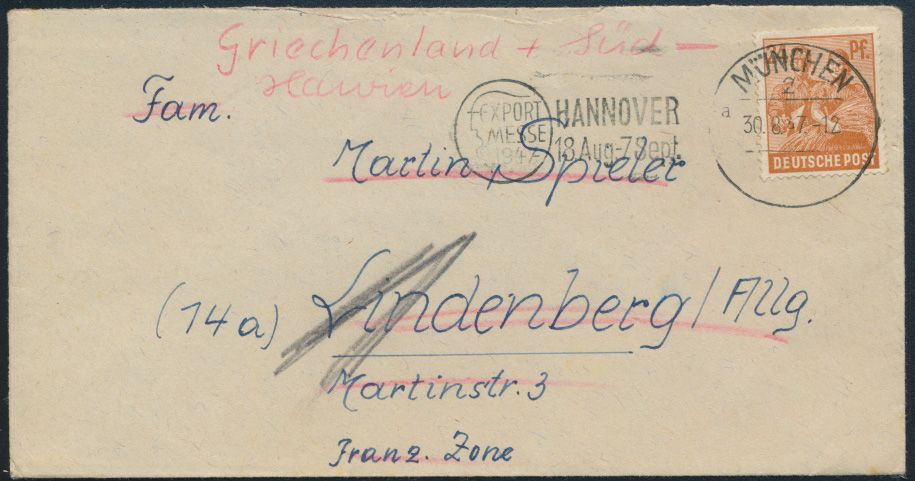 Griechenland + Süd -
Fam.
EXPORT
MESSE
1947
HANNOVER
18.Aug-7.Sept.
MÜNCHEN
2
a
30.8.47.-12
Pf.
DEUTSCHE POST
Martin Spieler
(14a) Lindenberg / Allg.
Martinstr. 3
Franz. Zone